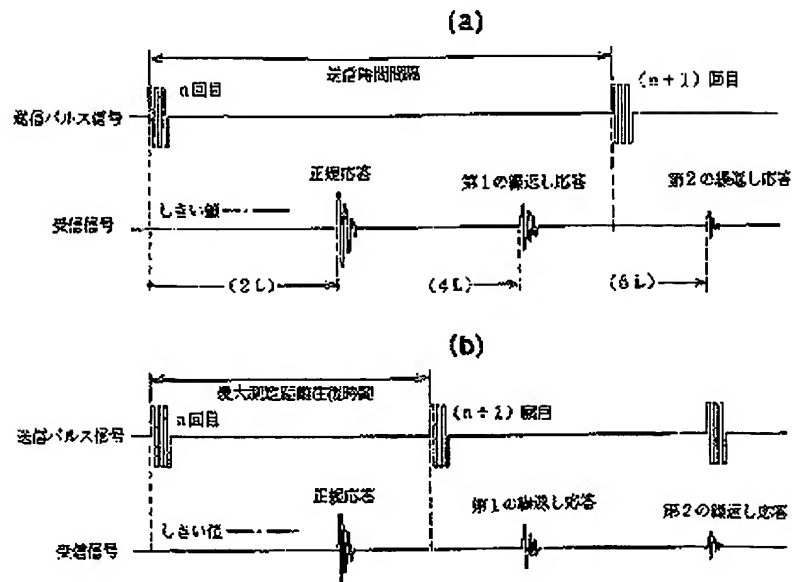 (a)
送信時間間隔
n回目
(n+1)回目
送信パルス信号
正規応答
第1の繰返し応答
第2の繰返し応答
しきい値
受信信号
(2L)
(4L)
(6L)
(b)
最大測定距離往復時間
n回目
(n+1)回目
送信パルス信号
正規応答
第1の繰返し応答
第2の繰返し応答
しきい値
受信信号